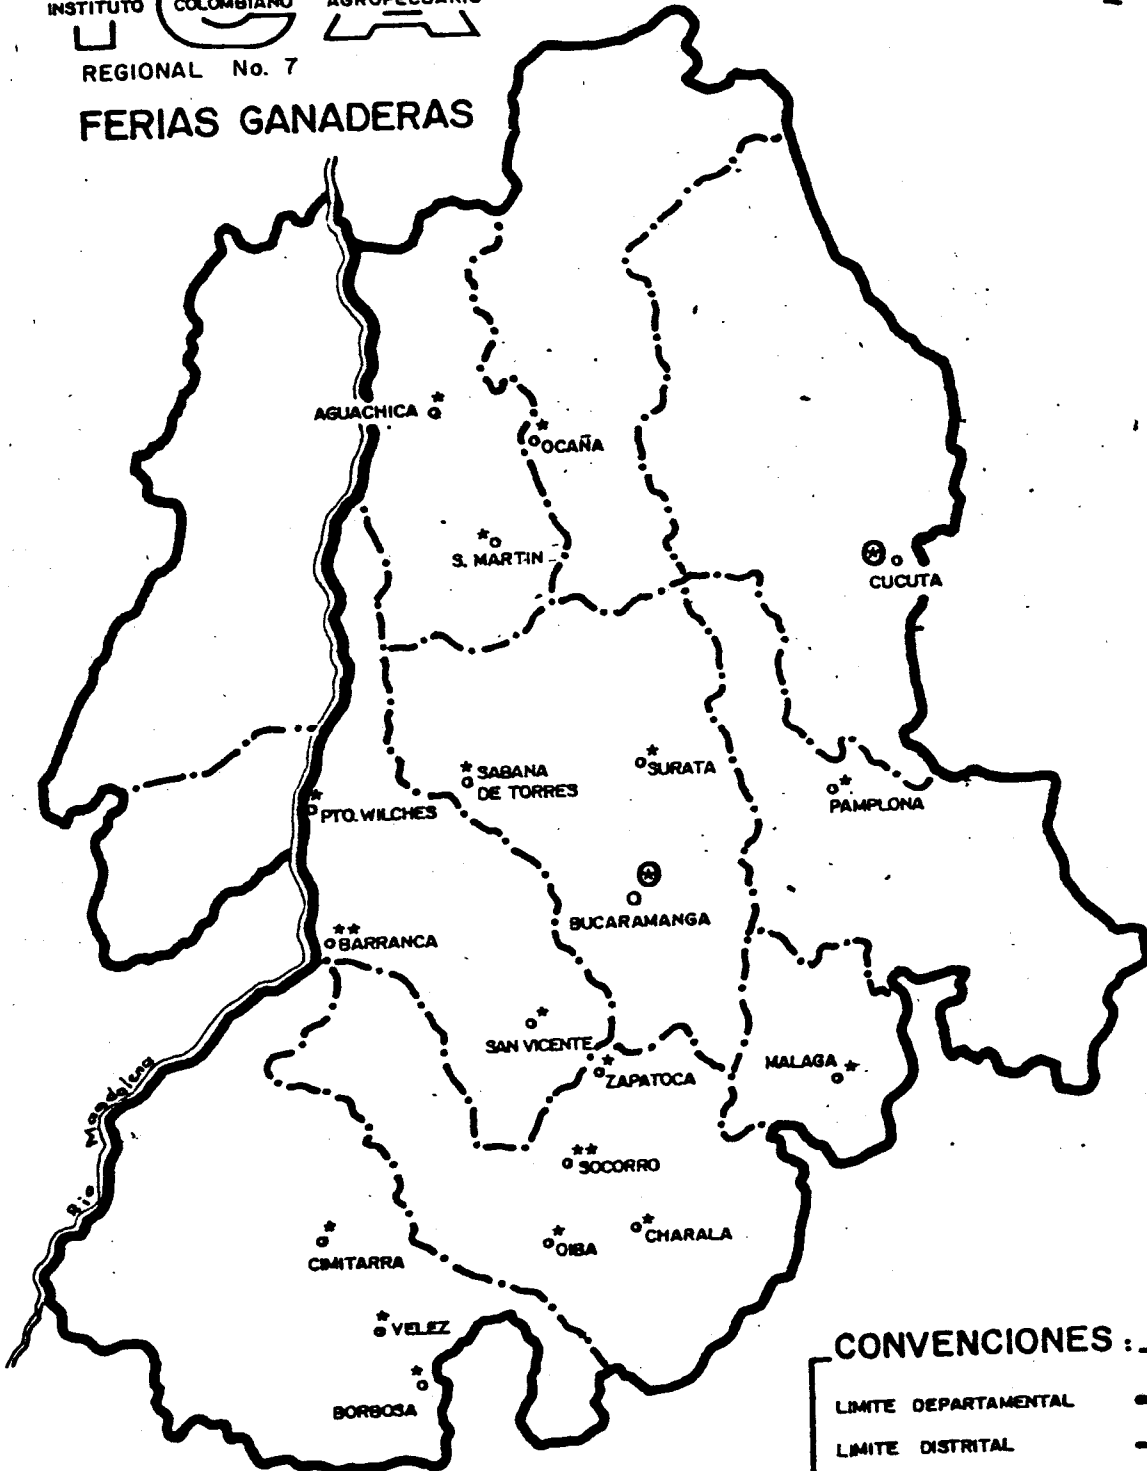 INSTITUTO COLOMBIANO AGROPECUARIO
ICA
REGIONAL No. 7
FERIAS GANADERAS
AGUACHICA
OCAÑA
S. MARTIN
CUCUTA
SABANA
DE TORRES
SURATA
PAMPLONA
PTO. WILCHES
BUCARAMANGA
BARRANCA
SAN VICENTE
ZAPATOCA
MALAGA
Rio Magdalena
SOCORRO
OIBA
CHARALA
CIMITARRA
VELEZ
BORBOSA
CONVENCIONES:
LIMITE DEPARTAMENTAL
LIMITE DISTRITAL